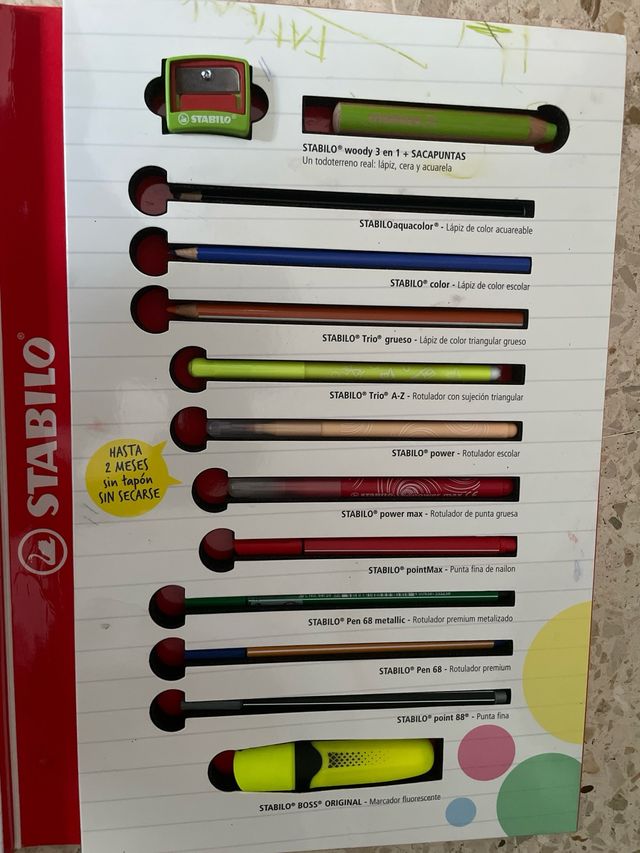 STABILO®
STABILO
STABILO® woody 3 en 1 + SACAPUNTAS
Un todoterreno real: lápiz, cera y acuarela
STABILOaquacolor® - Lápiz de color acuareable
STABILO® color - Lápiz de color escolar
STABILO® Trio® grueso - Lápiz de color triangular grueso
STABILO® Trio® A-Z - Rotulador con sujeción triangular
STABILO® power - Rotulador escolar
HASTA
2 MESES
sin tapón
SIN SECARSE
STABILO® power max - Rotulador de punta gruesa
STABILO® pointMax - Punta fina de nailon
STABILO® Pen 68 metallic - Rotulador premium metalizado
STABILO® Pen 68 - Rotulador premium
STABILO® point 88® - Punta fina
STABILO® BOSS® ORIGINAL - Marcador fluorescente